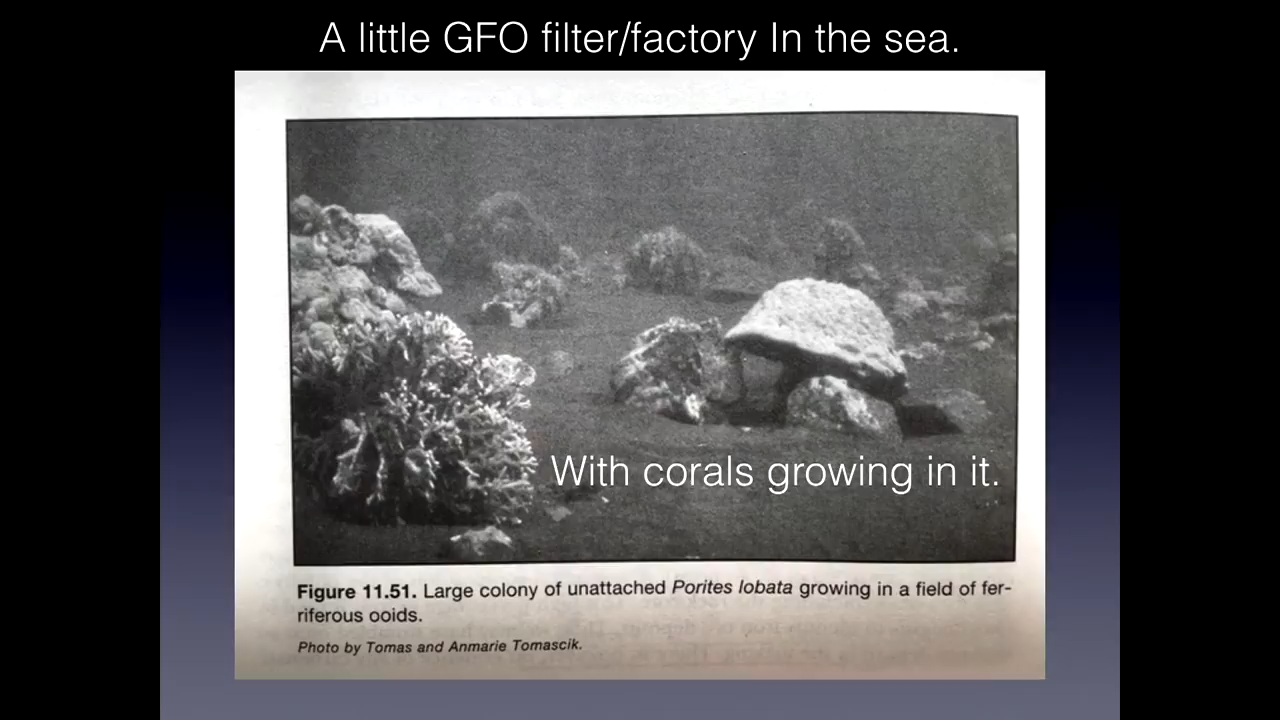 A little GFO filter/factory In the sea.
With corals growing in it.
Figure 11.51. Large colony of unattached Porites lobata growing in a field of fer-
riferous ooids.
Photo by Tomas and Anmarie Tomascik.